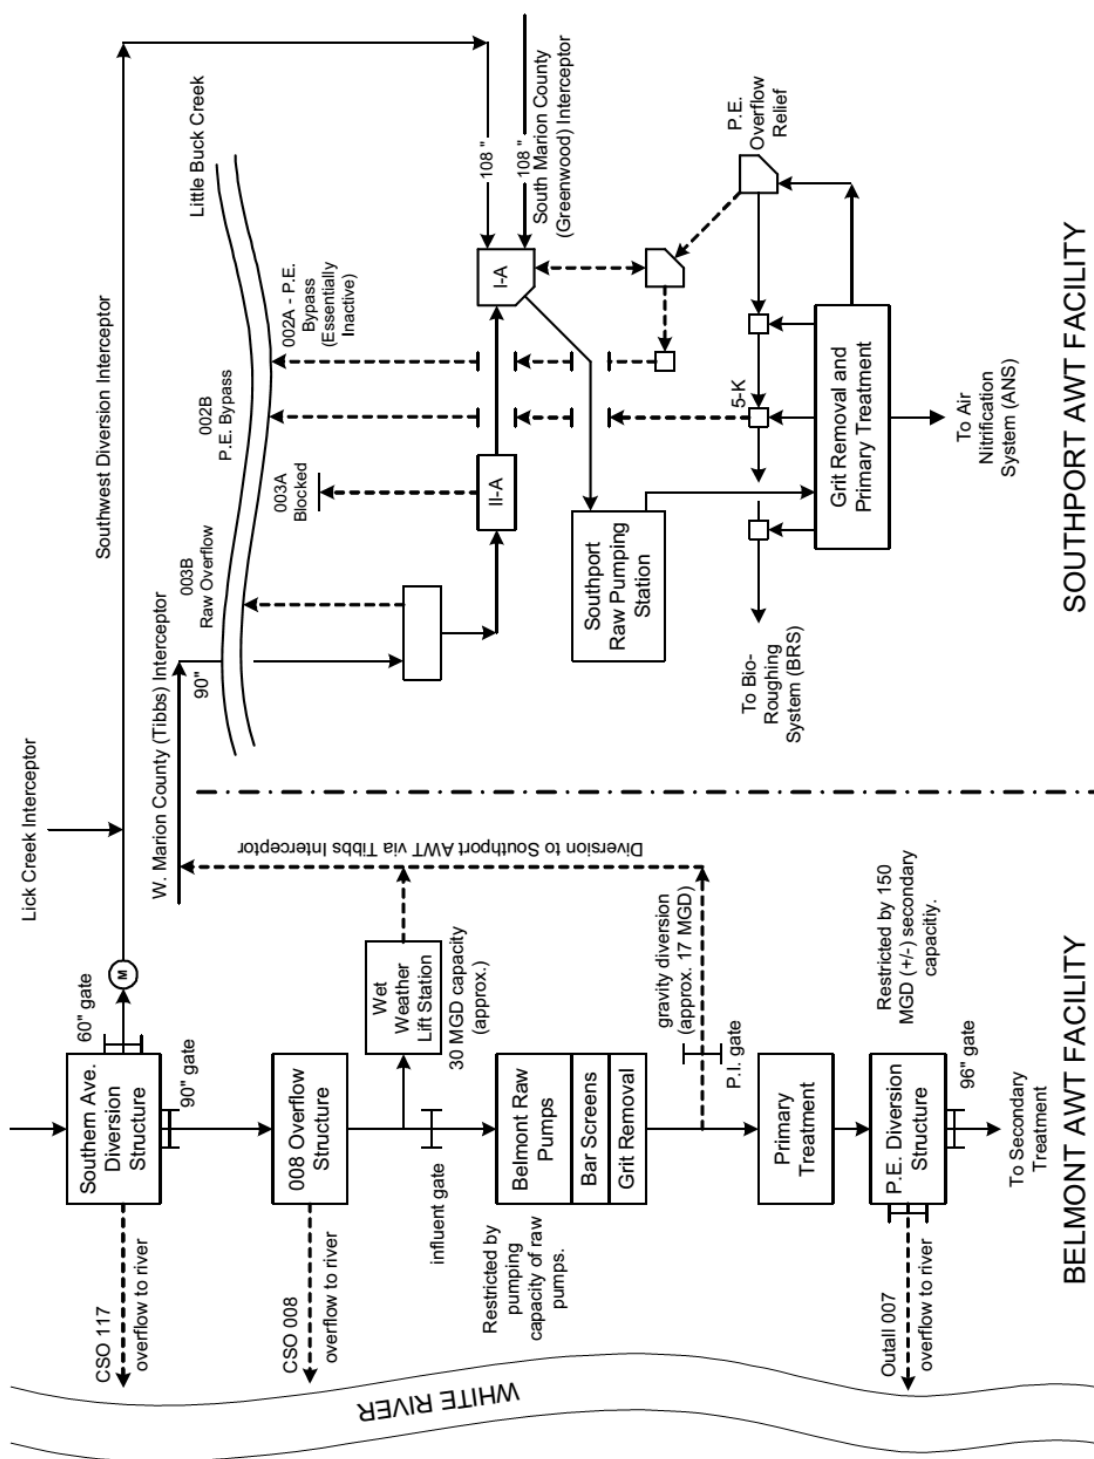 Lick Creek Interceptor
Southwest Diversion Interceptor
W. Marion County (Tibbs) Interceptor
90"
Little Buck Creek
003B
Raw Overflow
003A
Blocked
002B
P.E. Bypass
002A - P.E.
Bypass
(Essentially
Inactive)
II-A
I-A
108 "
108 "
South Marion County
(Greenwood) Interceptor
Southport
Raw Pumping
Station
5-K
P.E.
Overflow
Relief
To Bio-
Roughing
System (BRS)
Grit Removal and
Primary Treatment
To Air
Nitrification
System (ANS)
SOUTHPORT AWT FACILITY
Southern Ave.
Diversion
Structure
60" gate
M
90" gate
CSO 117
overflow to river
008 Overflow
Structure
CSO 008
overflow to river
Wet
Weather
Lift Station
30 MGD capacity
(approx.)
influent gate
Diversion to Southport AWT via Tibbs Interceptor
Belmont Raw
Pumps
Bar Screens
Grit Removal
Restricted by
pumping
capacity of raw
pumps.
gravity diversion
(approx. 17 MGD)
P.I. gate
Primary
Treatment
P.E. Diversion
Structure
Restricted by 150
MGD (+/-) secondary
capacitiy.
96" gate
Outall 007
overflow to river
To Secondary
Treatment
WHITE RIVER
BELMONT AWT FACILITY